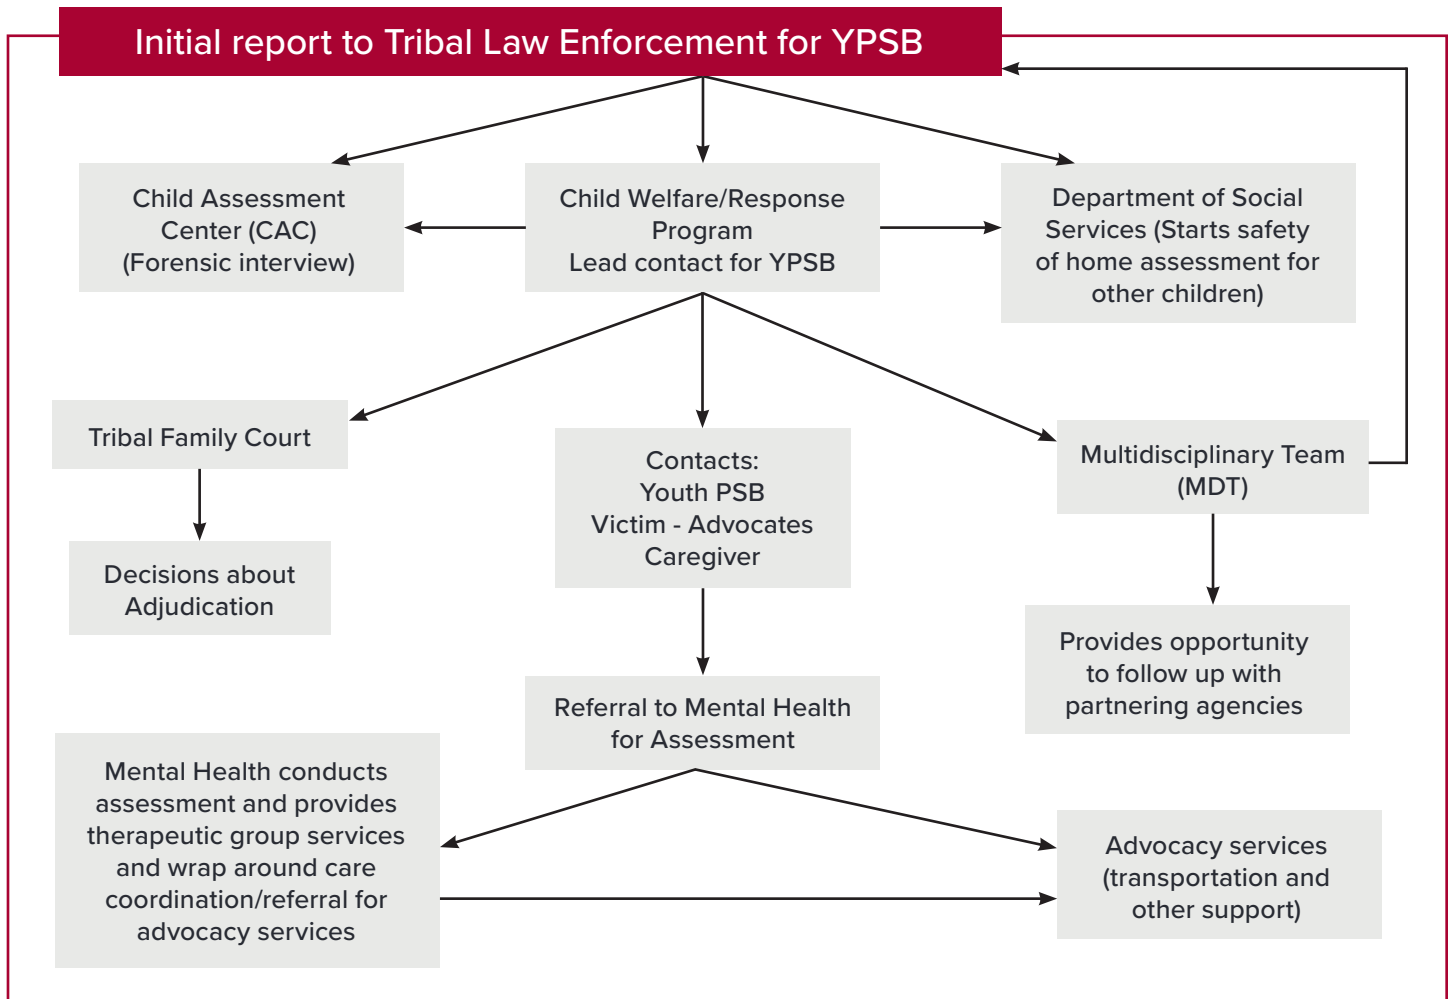 Initial report to Tribal Law Enforcement for YPSB
Child Assessment
Center (CAC)
(Forensic interview)
Child Welfare/Response
Program
Lead contact for YPSB
Department of Social
Services (Starts safety
of home assessment for
other children)
Tribal Family Court
Contacts:
Youth PSB
Victim - Advocates
Caregiver
Multidisciplinary Team
(MDT)
Decisions about
Adjudication
Provides opportunity
to follow up with
partnering agencies
Referral to Mental Health
for Assessment
Mental Health conducts
assessment and provides
therapeutic group services
and wrap around care
coordination/referral for
advocacy services
Advocacy services
(transportation and
other support)